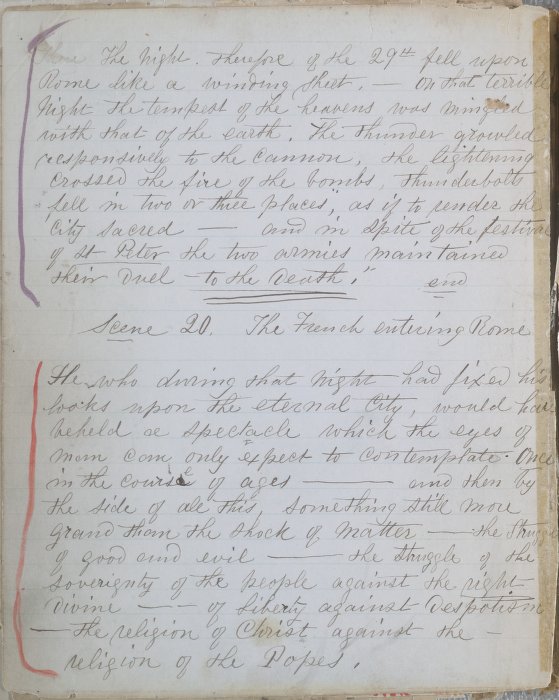 The Night. Therefore of the 29th fell upon
Rome like a winding sheet. — On that terrible
Night the tempest of the heavens was mingled
with that of the earth. The thunder growled
responsively to the cannon, the lightening
crossed the fire of the bombs, thunderbolts
fell in two or three places", as if to render the
City sacred — and in spite of the festival
of St Peter the two armies maintained
their Duel — to the Death." end
Scene 20. The French entering Rome
He who during that Night had fixed his
looks upon the eternal City, would have
beheld a spectacle which the eyes of
man can only expect to contemplate. Once
in the course of ages — and then by
the side of all this, something still more
grand than the shock of matter — the Struggle
of good and evil — the struggle of the
soverignty of the people against the right
divine — — of Liberty against Despotism
— the religion of Christ against the —
religion of the Popes.